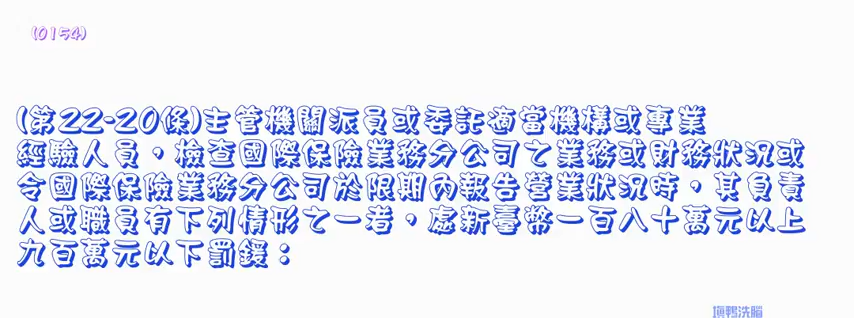 (0154)
(第22-20條)主管機關派員或委託適當機構或專業
經驗人員，檢查國際保險業務分公司之業務或財務狀況或
令國際保險業務分公司於限期內報告營業狀況時，其負責
人或職員有下列情形之一者，處新臺幣一百八十萬元以上
九百萬元以下罰鍰：
填鴨洗腦